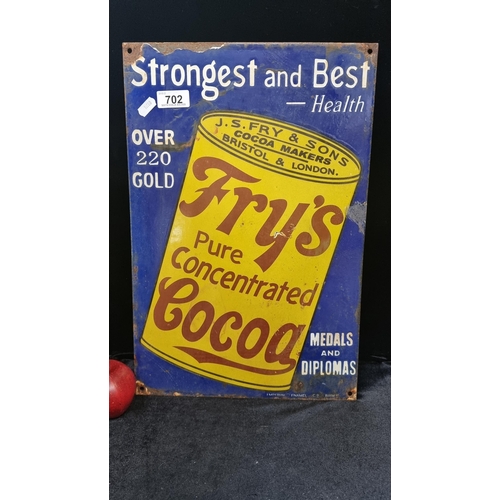 Strongest and Best
— Health
702
OVER
220
GOLD
J.S. FRY & SONS
COCOA MAKERS
BRISTOL & LONDON.
Fry's
Pure
Concentrated
Cocoa
MEDALS
AND
DIPLOMAS